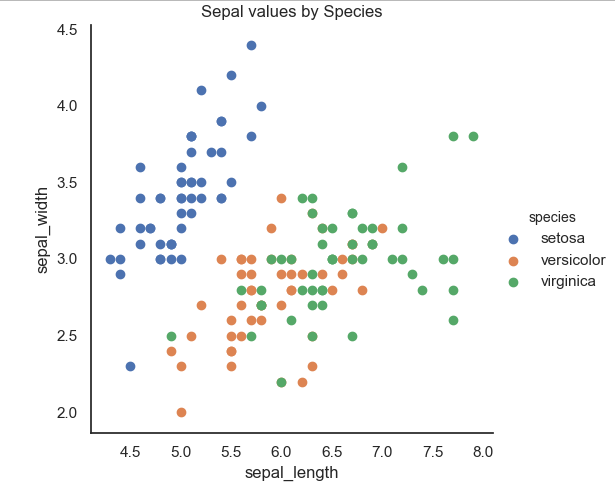 Sepal values by Species
4.5
4.0
3.5
3.0
2.5
2.0
sepal_width
4.5 5.0 5.5 6.0 6.5 7.0 7.5 8.0
sepal_length
species
setosa
versicolor
virginica